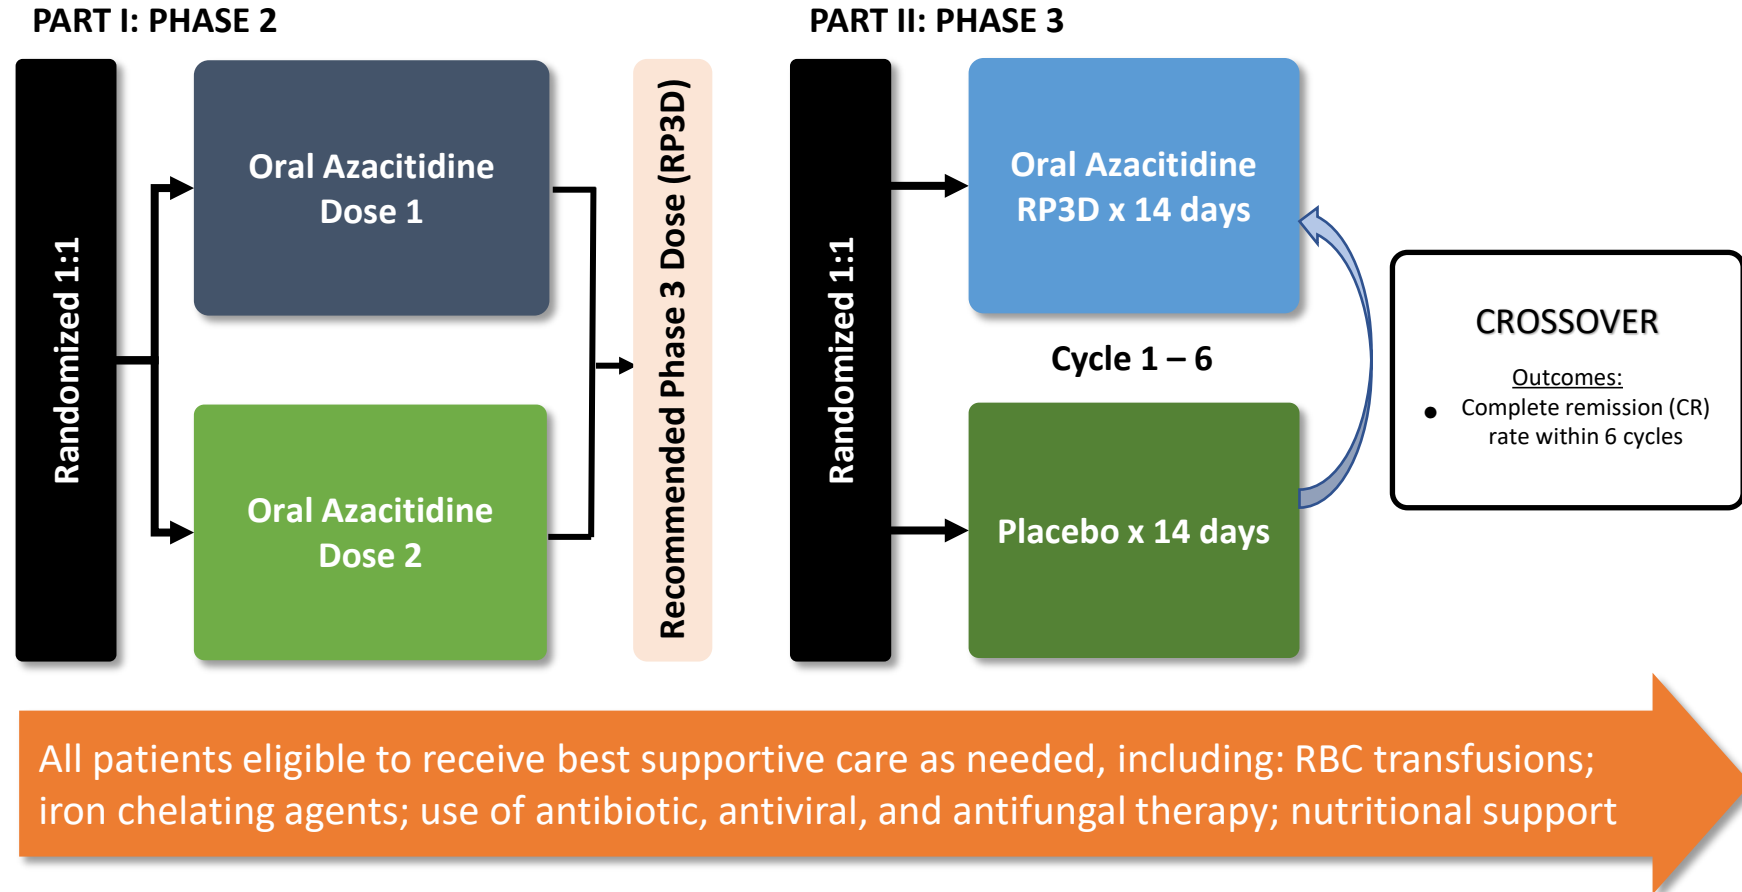 PART I: PHASE 2
Randomized 1:1
Oral Azacitidine
Dose 1
Oral Azacitidine
Dose 2
Recommended Phase 3 Dose (RP3D)
PART II: PHASE 3
Randomized 1:1
Oral Azacitidine
RP3D x 14 days
Cycle 1 – 6
Placebo x 14 days
CROSSOVER
Outcomes:
● Complete remission (CR)
rate within 6 cycles
All patients eligible to receive best supportive care as needed, including: RBC transfusions;
iron chelating agents; use of antibiotic, antiviral, and antifungal therapy; nutritional support